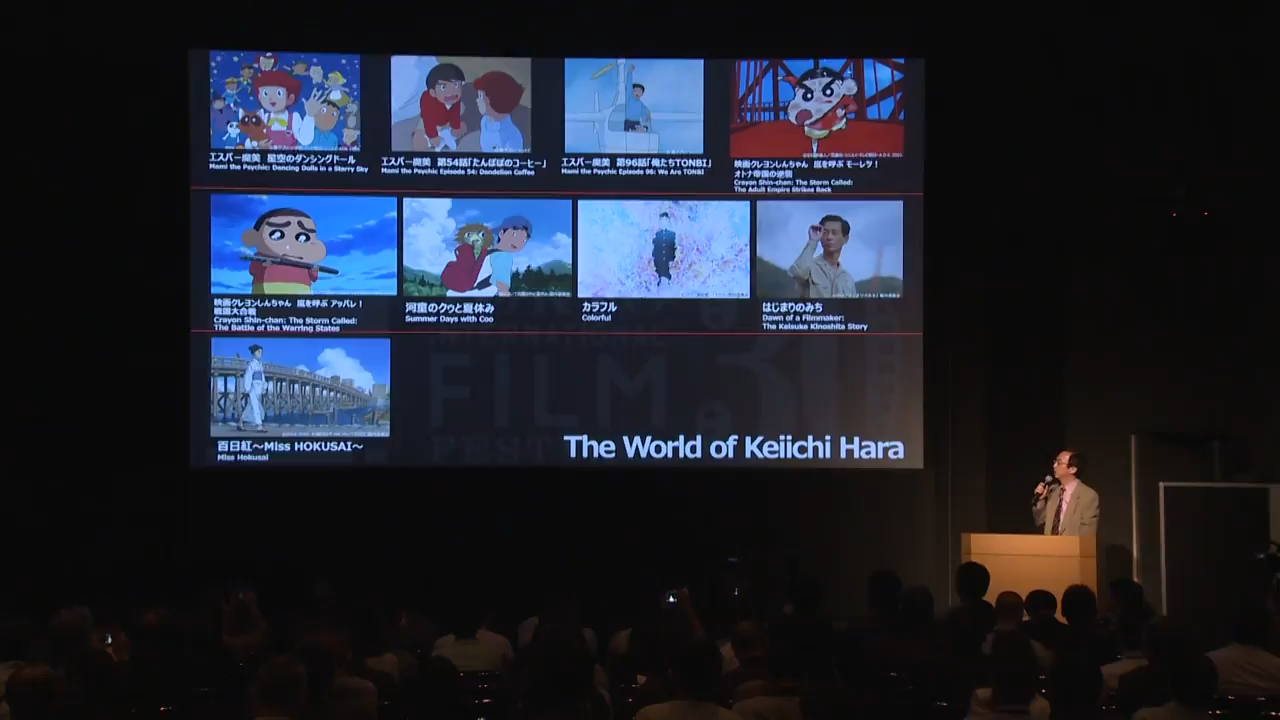 エスパー魔美 星空のダンシングドール
Mami the Psychic: Dancing Dolls in a Starry Sky
エスパー魔美 第54話「たんぽぽのコーヒー」
Mami the Psychic Episode 54: Dandelion Coffee
エスパー魔美 第96話「俺たちTONBI」
Mami the Psychic Episode 96: We Are TONBI
映画クレヨンしんちゃん 嵐を呼ぶ モーレツ!
オトナ帝国の逆襲
Crayon Shin-chan: The Storm Called:
The Adult Empire Strikes Back
映画クレヨンしんちゃん 嵐を呼ぶ アッパレ!
戦国大合戦
Crayon Shin-chan: The Storm Called:
The Battle of the Warring States
河童のクゥと夏休み
Summer Days with Coo
カラフル
Colorful
はじまりのみち
Dawn of a Filmmaker:
The Keisuke Kinoshita Story
百日紅~Miss HOKUSAI~
Miss Hokusai
INTERNATIONAL
FILM
FEST
The World of Keiichi Hara